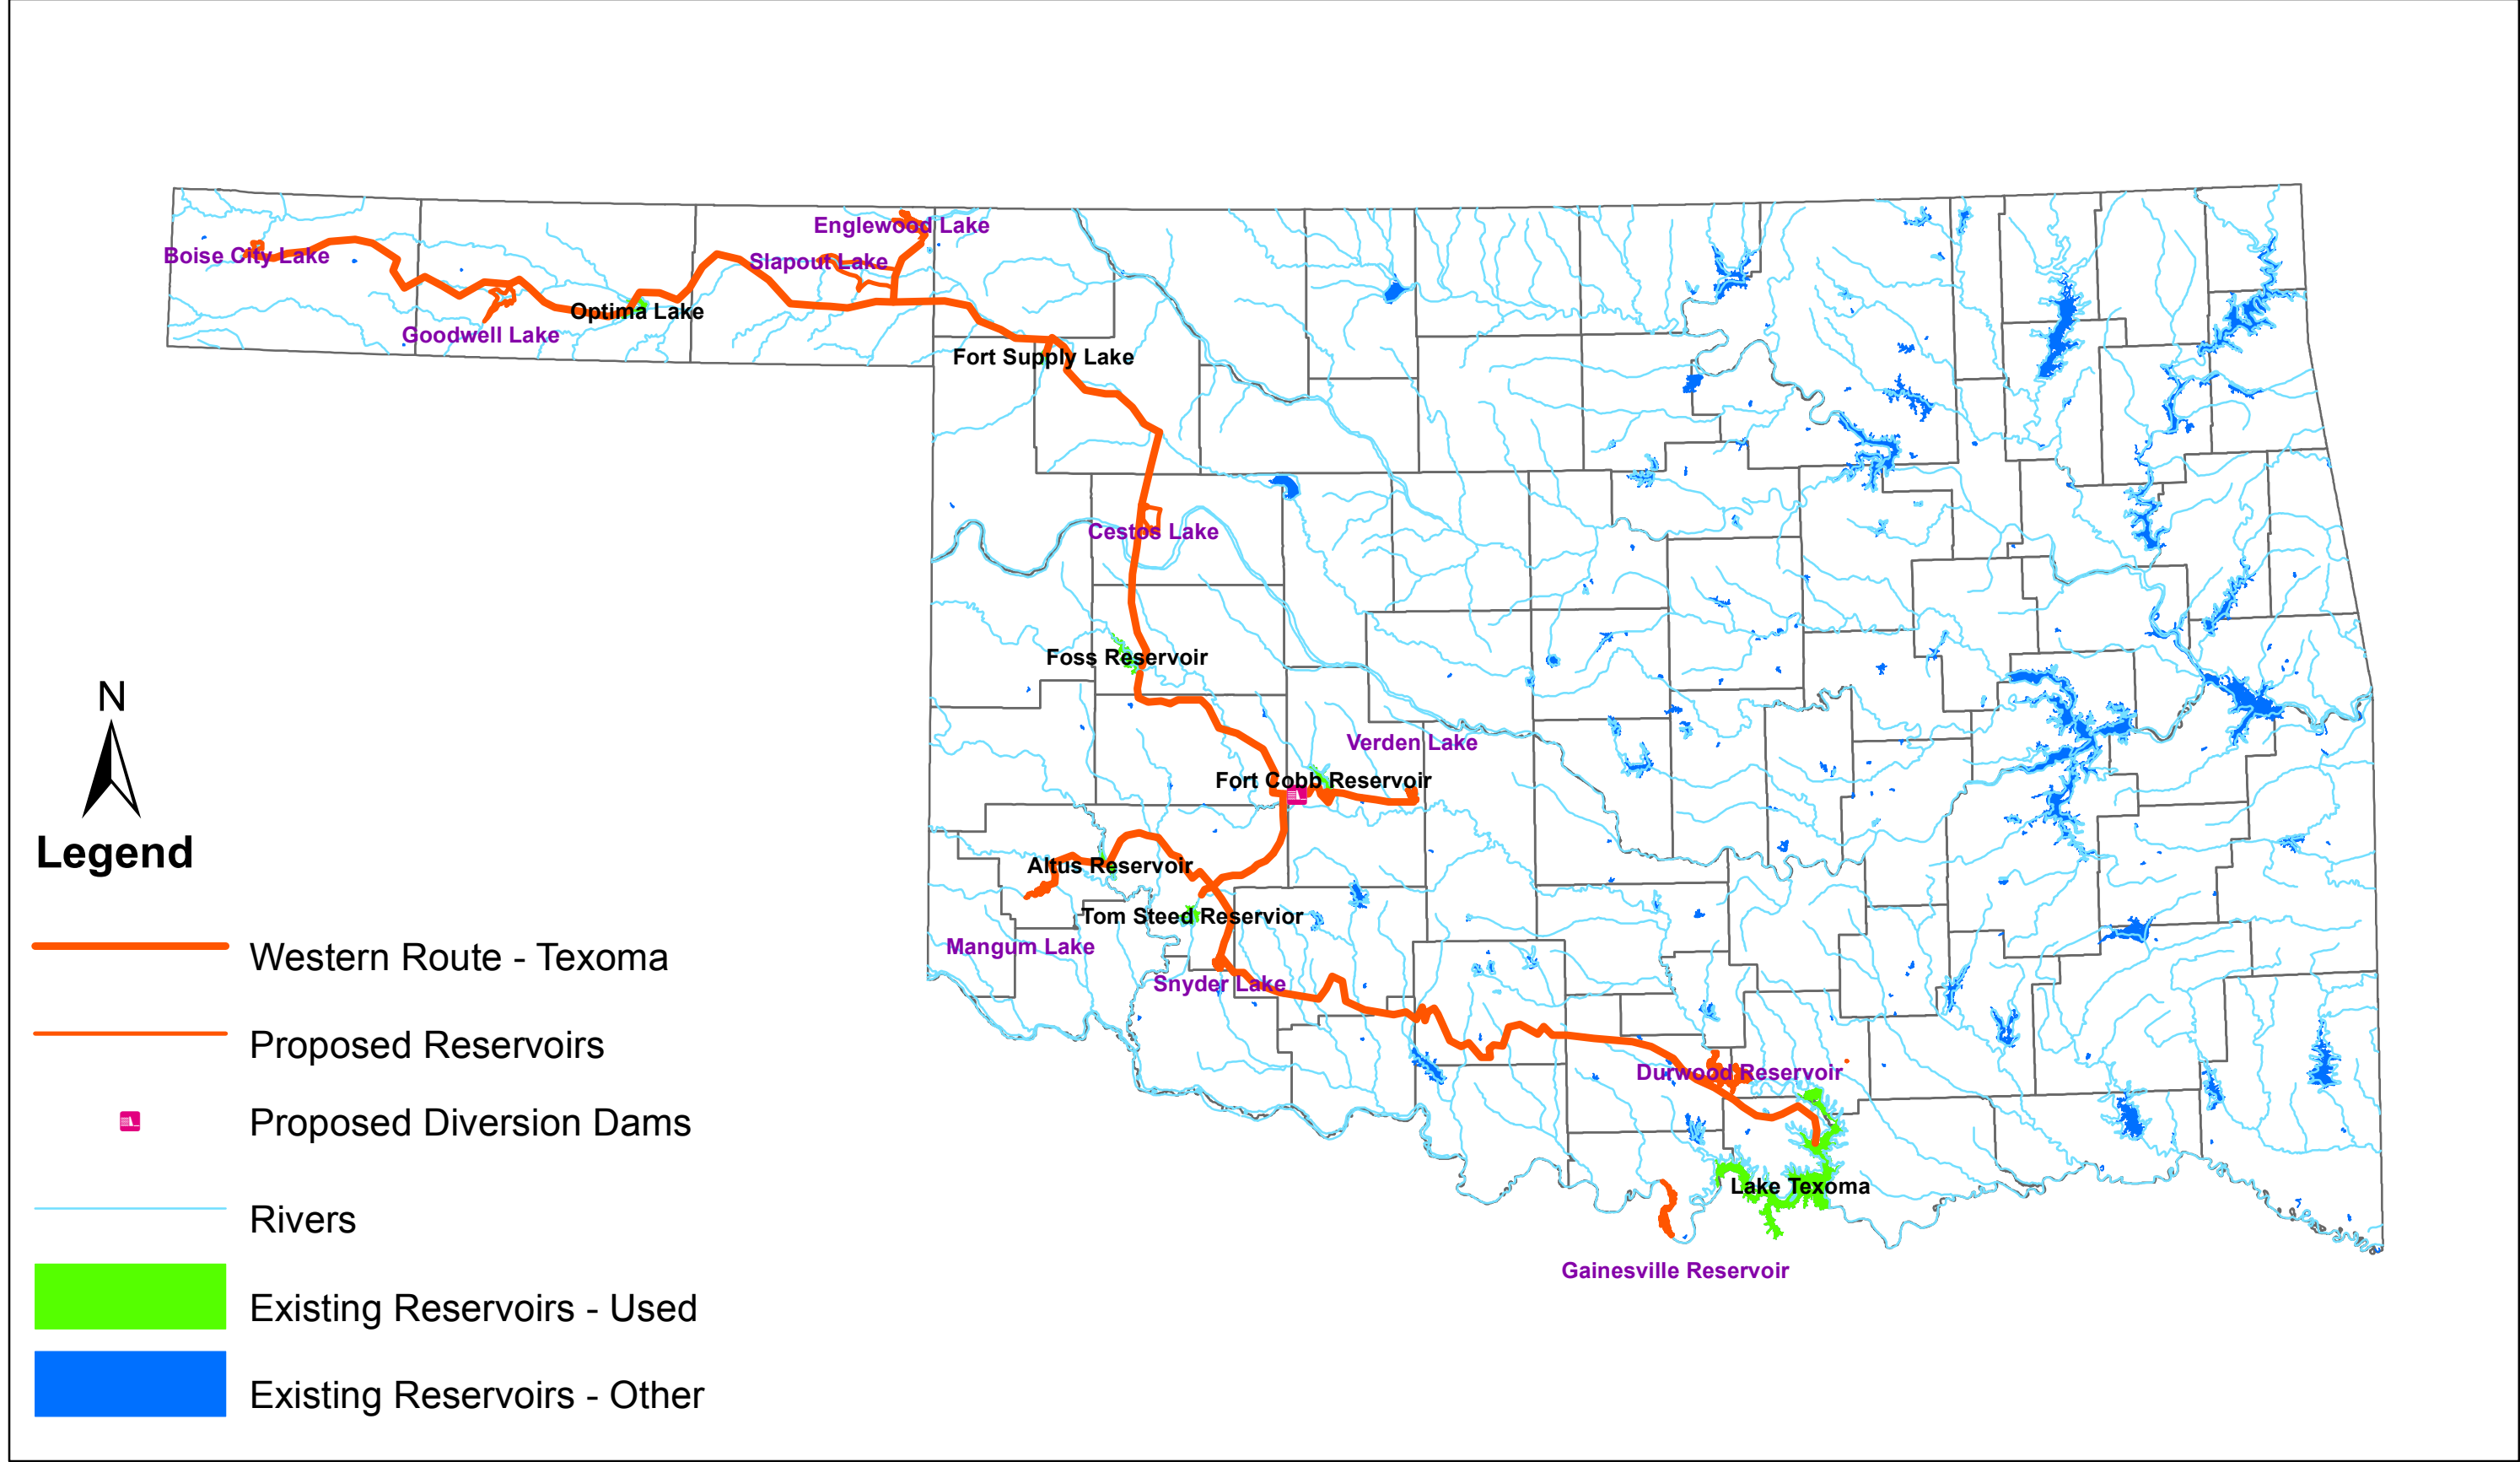 Englewood Lake
Boise City Lake
Slapout Lake
Optima Lake
Goodwell Lake
Fort Supply Lake
Cestos Lake
Foss Reservoir
N
Verden Lake
Fort Cobb Reservoir
Legend
Altus Reservoir
Tom Steed Reservior
Mangum Lake
Snyder Lake
Western Route - Texoma
Proposed Reservoirs
Durwood Reservoir
Proposed Diversion Dams
Lake Texoma
Rivers
Gainesville Reservoir
Existing Reservoirs - Used
Existing Reservoirs - Other